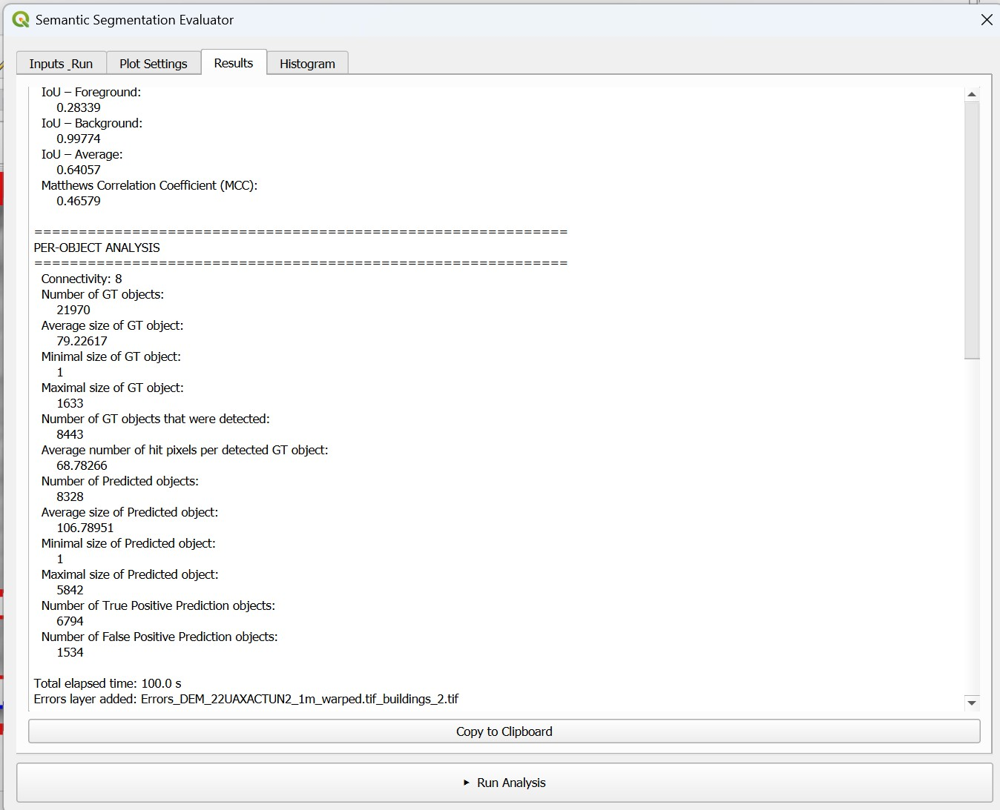 Semantic Segmentation Evaluator
Inputs _Run
Plot Settings
Results
Histogram
IoU – Foreground:
0.28339
IoU – Background:
0.99774
IoU – Average:
0.64057
Matthews Correlation Coefficient (MCC):
0.46579
============================================================
PER-OBJECT ANALYSIS
============================================================
Connectivity: 8
Number of GT objects:
21970
Average size of GT object:
79.22617
Minimal size of GT object:
1
Maximal size of GT object:
1633
Number of GT objects that were detected:
8443
Average number of hit pixels per detected GT object:
68.78266
Number of Predicted objects:
8328
Average size of Predicted object:
106.78951
Minimal size of Predicted object:
1
Maximal size of Predicted object:
5842
Number of True Positive Prediction objects:
6794
Number of False Positive Prediction objects:
1534
Total elapsed time: 100.0 s
Errors layer added: Errors_DEM_22UAXACTUN2_1m_warped.tif_buildings_2.tif
Copy to Clipboard
Run Analysis